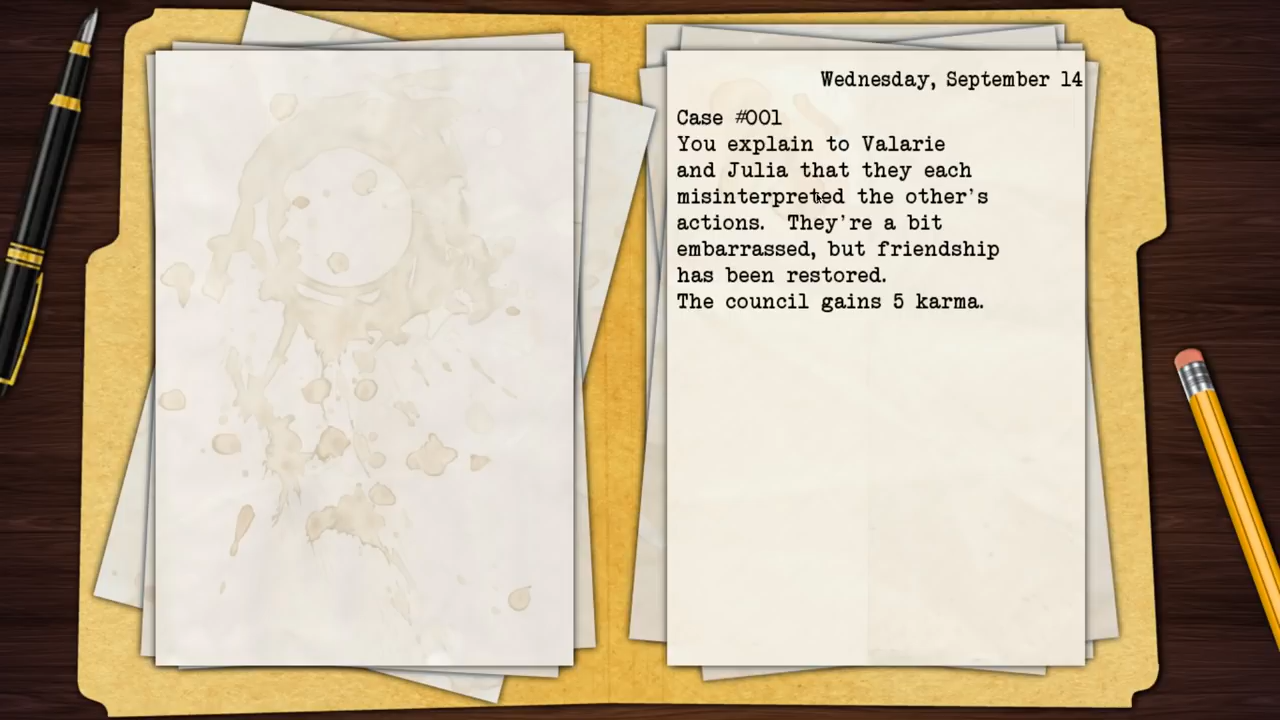 Wednesday, September 14
Case #001
You explain to Valarie
and Julia that they each
misinterpreted the other's
actions.  They're a bit
embarrassed, but friendship
has been restored.
The council gains 5 karma.